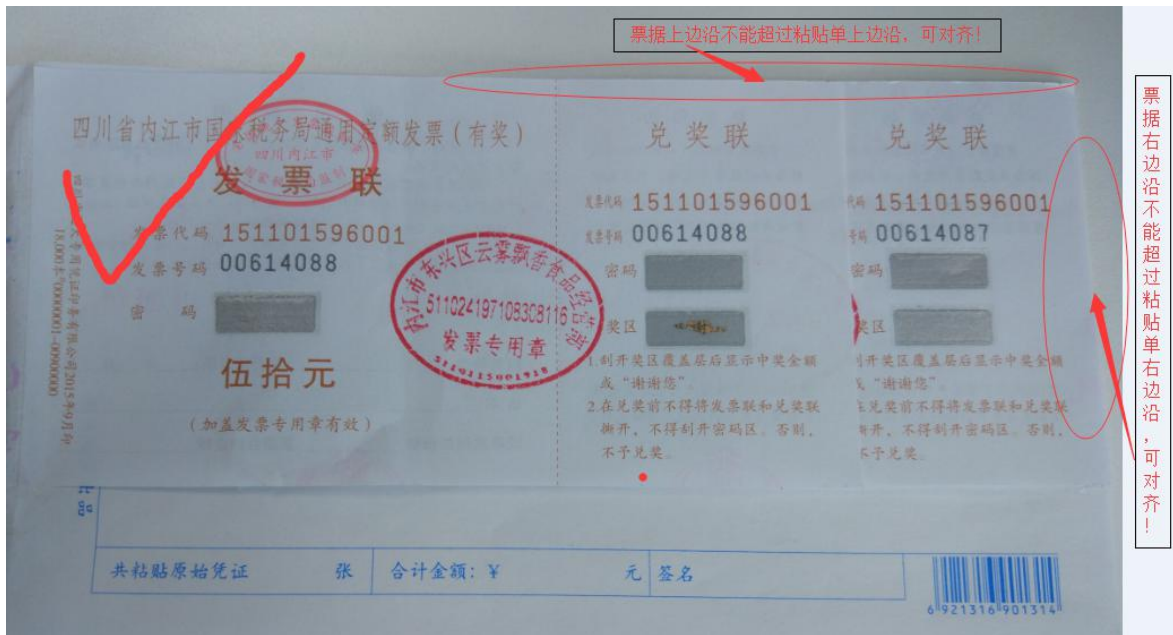 票据上边沿不能超过粘贴单上边沿，可对齐！
票据右边沿不能超过粘贴单右边沿，可对齐！
四川省内江市国家税务局通用定额发票（有奖）
发票联
发票代码 151101596001
发票号码 00614088
密码
伍拾元
（加盖发票专用章有效）
内江市东兴区云雾飘香食品经营部
511024197108308116
发票专用章
5110115001918
兑奖联
发票代码 151101596001
发票号码 00614088
密码
奖区
1.刮开奖区覆盖层后显示中奖金额
或“谢谢您”
2.在兑奖前不得将发票联和兑奖联
撕开，不得刮开密码区。否则，
不予兑奖。
兑奖联
代码 151101596001
号码 00614087
密码
奖区
刮开奖区覆盖层后显示中奖金额
或“谢谢您”
在兑奖前不得将发票联和兑奖联
撕开，不得刮开密码区。否则，
不予兑奖。
共粘贴原始凭证 张
合计金额：¥ 元
签名
6 921316 901314